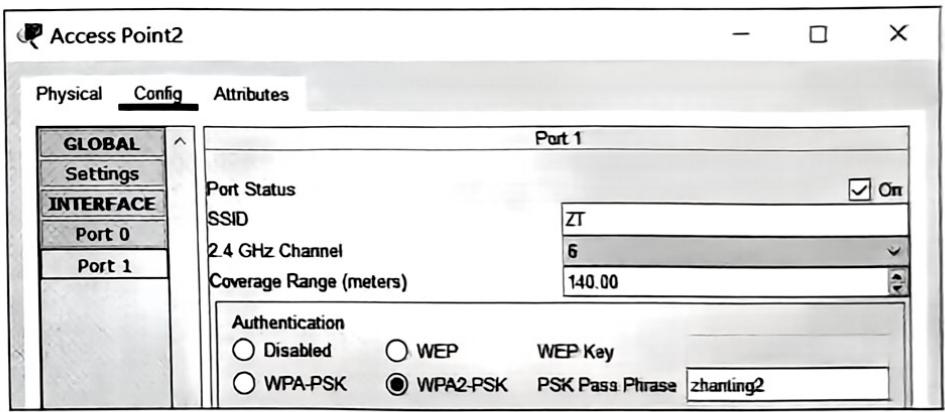 Access Point2
Physical Config Attributes
GLOBAL
Settings
INTERFACE
Port 0
Port 1
Port 1
Port Status On
SSID ZT
2.4 GHz Channel 6
Coverage Range (meters) 140.00
Authentication
Disabled WEP WEP Key
WPA-PSK WPA2-PSK PSK Pass Phrase zhanting2